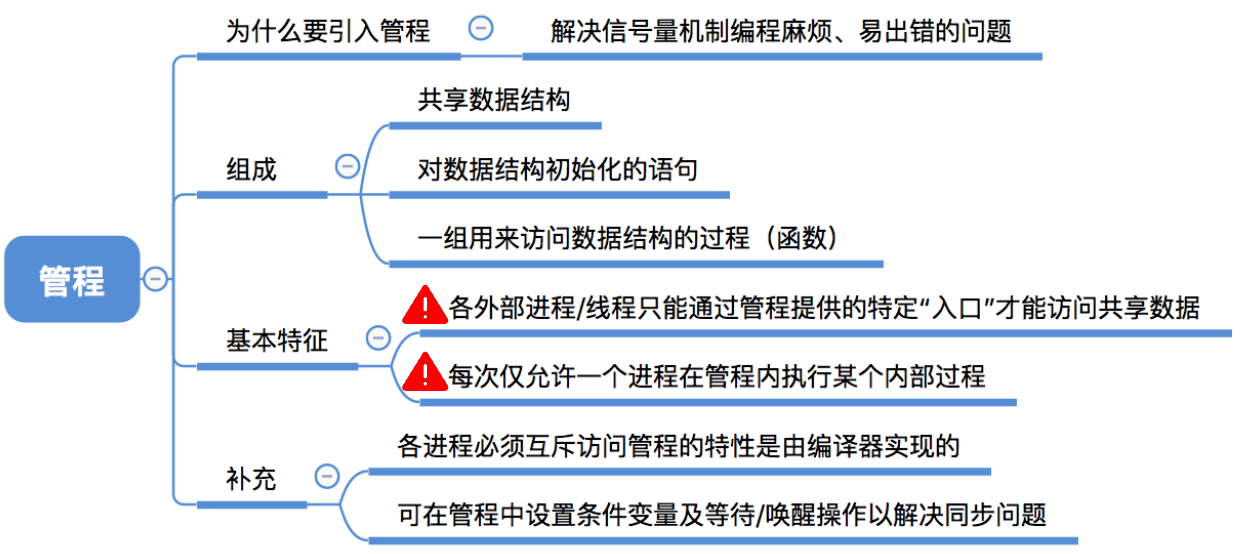 管程
为什么要引入管程
解决信号量机制编程麻烦、易出错的问题
组成
共享数据结构
对数据结构初始化的语句
一组用来访问数据结构的过程（函数）
基本特征
各外部进程/线程只能通过管程提供的特定“入口”才能访问共享数据
每次仅允许一个进程在管程内执行某个内部过程
补充
各进程必须互斥访问管程的特性是由编译器实现的
可在管程中设置条件变量及等待/唤醒操作以解决同步问题